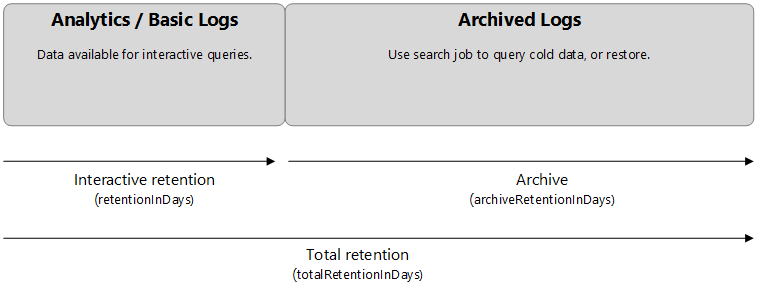 Analytics / Basic Logs
Data available for interactive queries.
Archived Logs
Use search job to query cold data, or restore.
Interactive retention
(retentionInDays)
Archive
(archiveRetentionInDays)
Total retention
(totalRetentionInDays)